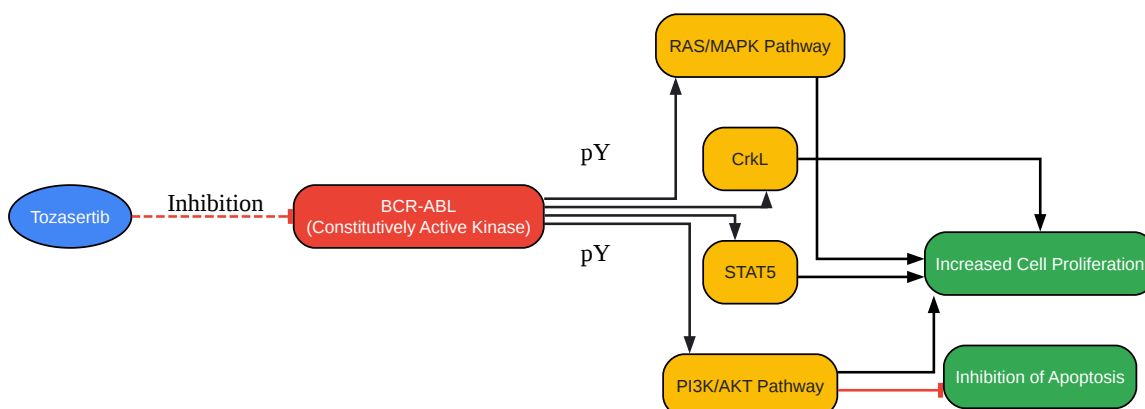 RAS/MAPK Pathway
pY
CrkL
Tozasertib
Inhibition
BCR-ABL
(Constitutively Active Kinase)
pY
STAT5
Increased Cell Proliferation
PI3K/AKT Pathway
Inhibition of Apoptosis